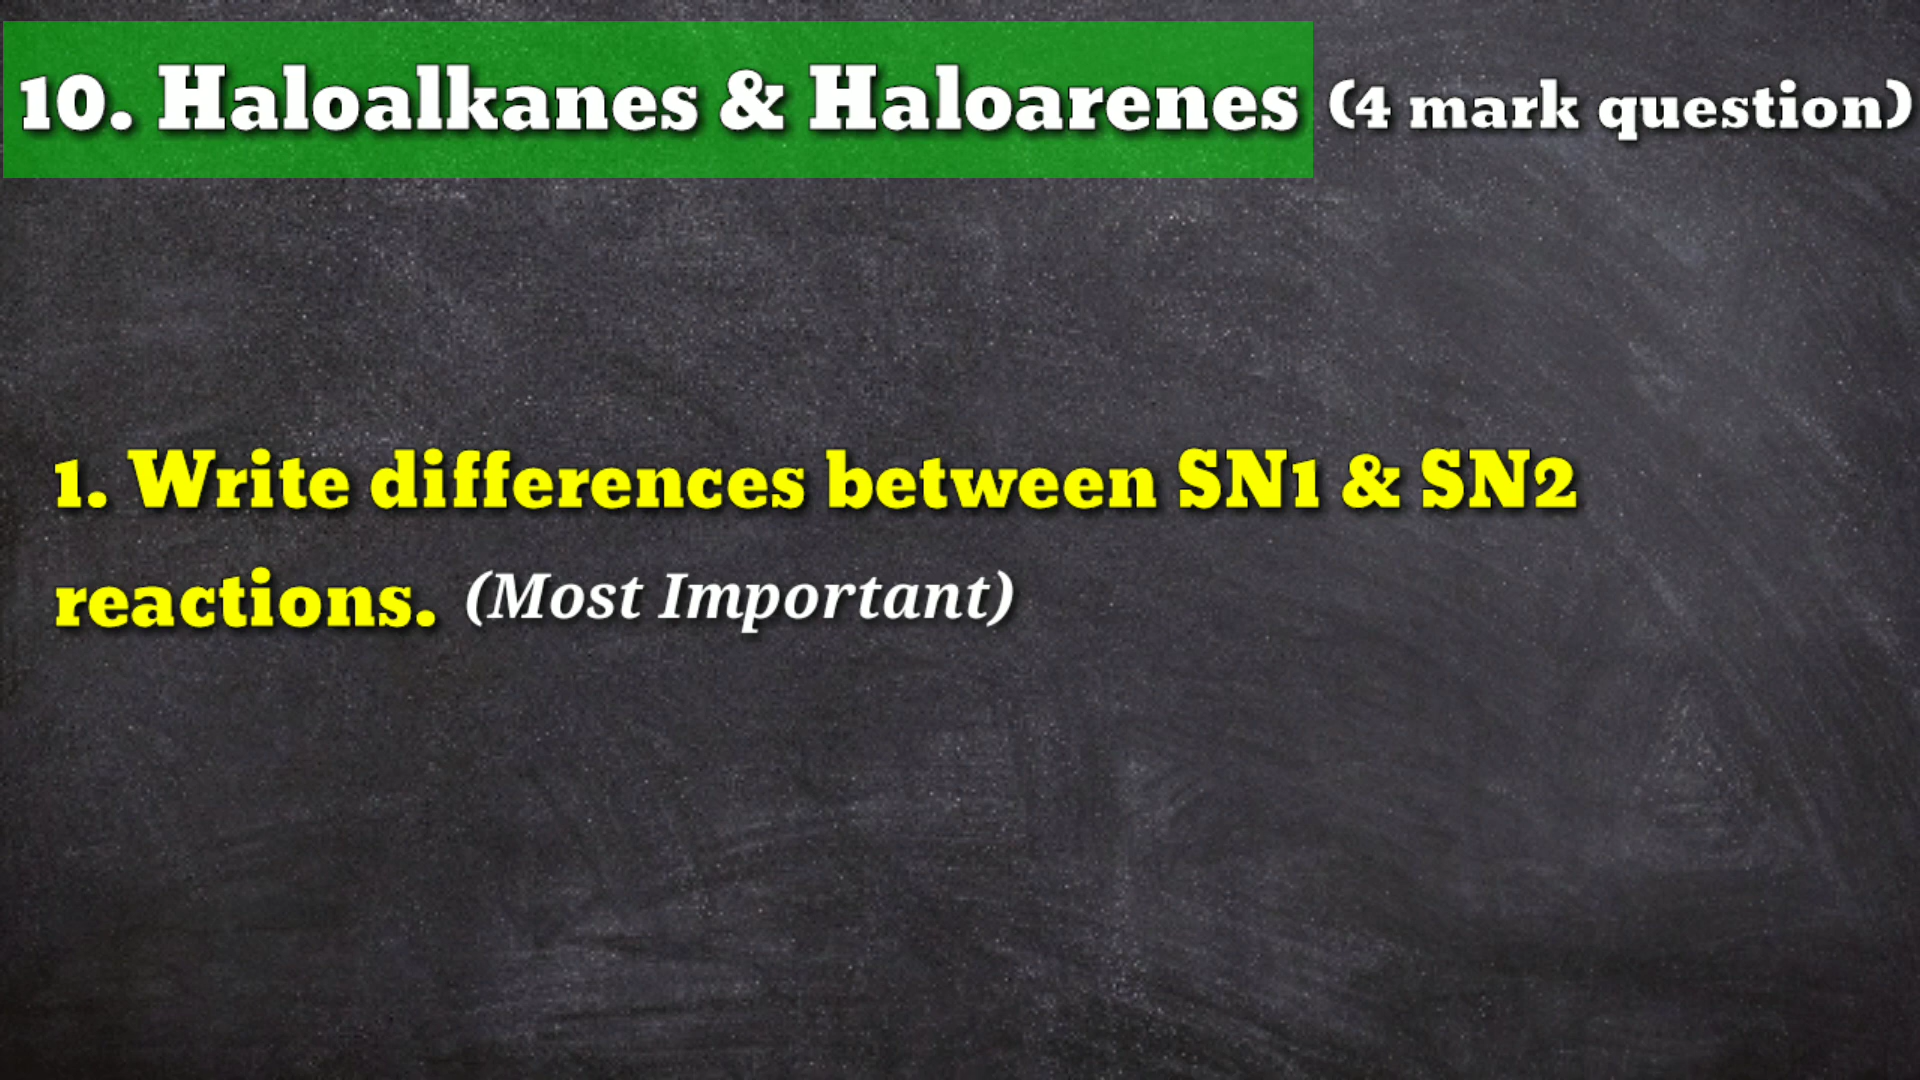 10. Haloalkanes & Haloarenes (4 mark question)
1. Write differences between SN1 & SN2
reactions. (Most Important)